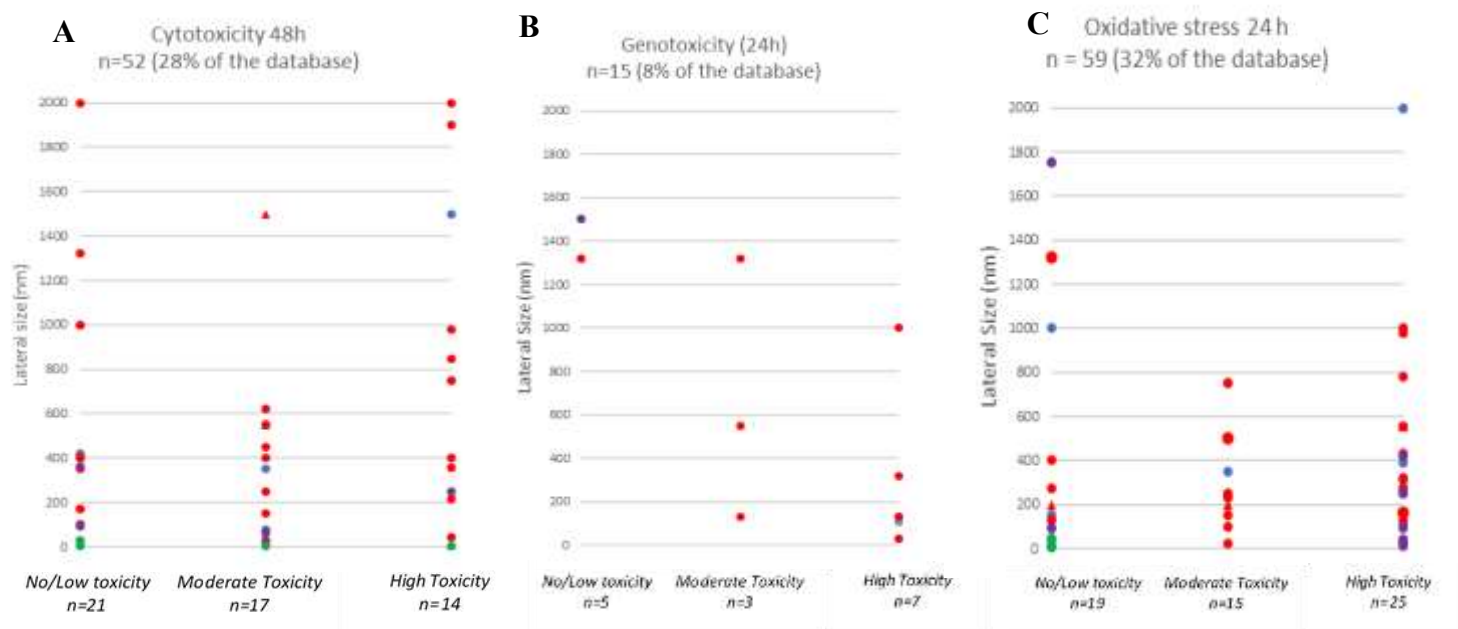 A
Cytotoxicity 48h
n=52 (28% of the database)
Lateral size(nm)
2000
1800
1600
1400
1200
1000
800
600
400
200
0
No/Low toxicity
n=21
Moderate Toxicity
n=17
High Toxicity
n=14
B
Genotoxicity (24h)
n=15 (8% of the database)
Lateral Size (nm)
2000
1800
1600
1400
1200
1000
800
600
400
200
0
No/Low toxicity
n=5
Moderate Toxicity
n=3
High Toxicity
n=7
C
Oxidative stress 24 h
n = 59 (32% of the database)
Lateral Size (nm)
2000
1800
1600
1400
1200
1000
800
600
400
200
0
No/Low toxicity
n=19
Moderate Toxicity
n=15
High Toxicity
n=25